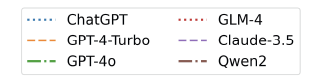 ChatGPT GLM-4
GPT-4-Turbo Claude-3.5
GPT-4o Qwen2